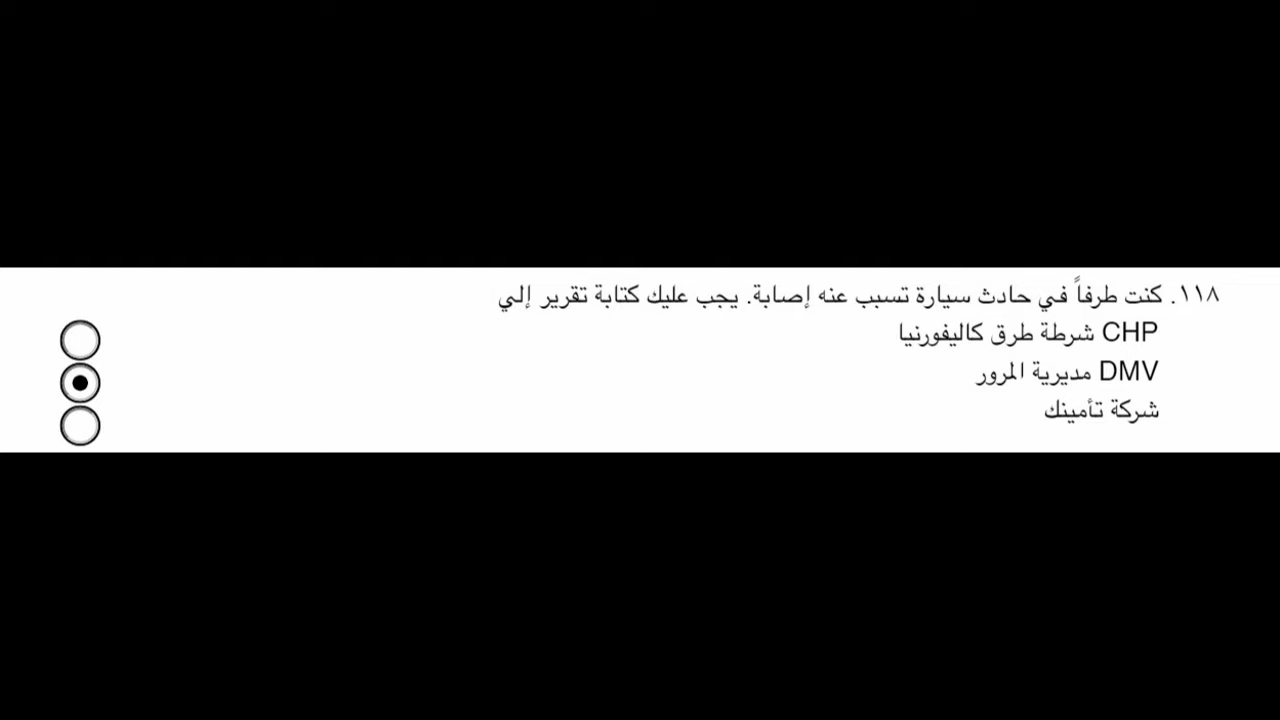 ١١٨. كنت طرفاً في حادث سيارة تسبب عنه إصابة. يجب عليك كتابة تقرير إلي
CHP شرطة طرق كاليفورنيا
DMV مديرية المرور
شركة تأمينك